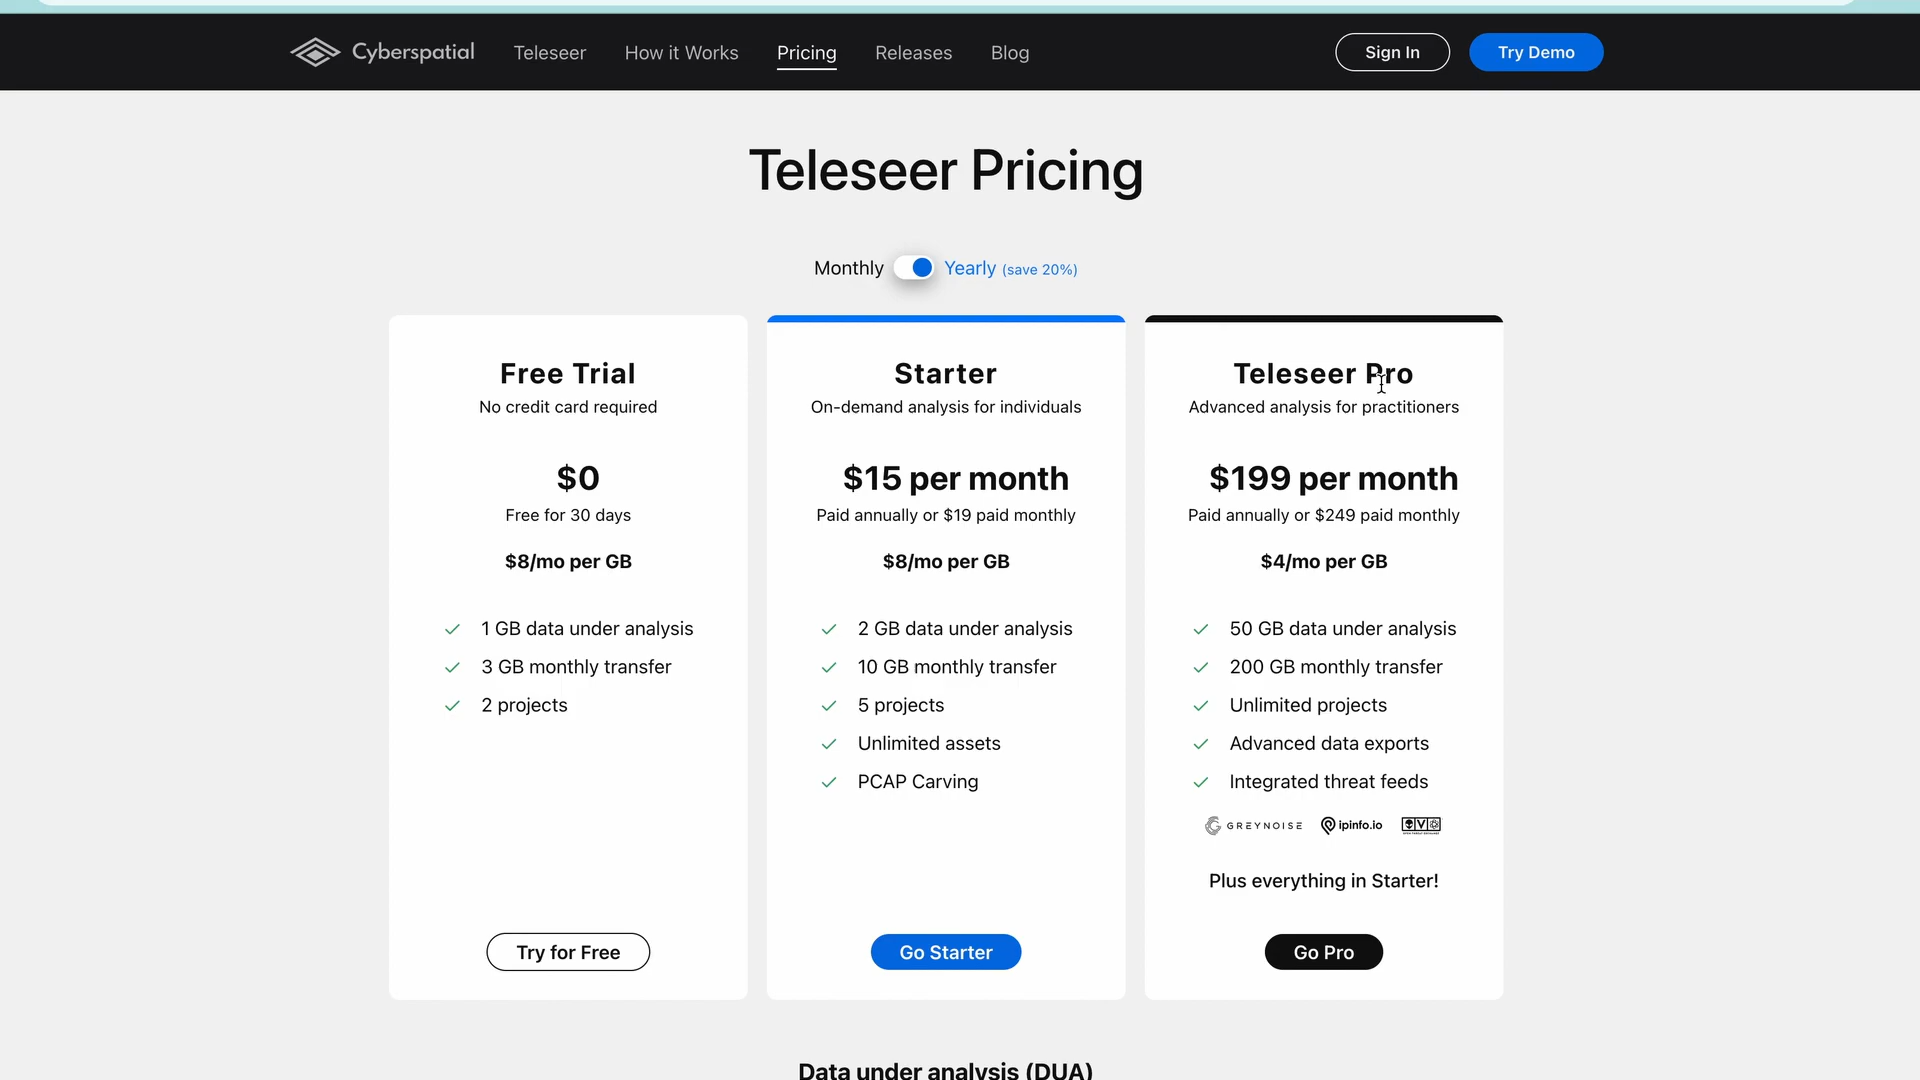 Cyberspatial Teleseer How it Works Pricing Releases Blog Sign In Try Demo
Teleseer Pricing
Monthly Yearly (save 20%)
Free Trial
No credit card required
$0
Free for 30 days
$8/mo per GB
1 GB data under analysis
3 GB monthly transfer
2 projects
Try for Free
Starter
On-demand analysis for individuals
$15 per month
Paid annually or $19 paid monthly
$8/mo per GB
2 GB data under analysis
10 GB monthly transfer
5 projects
Unlimited assets
PCAP Carving
Go Starter
Teleseer Pro
Advanced analysis for practitioners
$199 per month
Paid annually or $249 paid monthly
$4/mo per GB
50 GB data under analysis
200 GB monthly transfer
Unlimited projects
Advanced data exports
Integrated threat feeds
GREYNOISE ipinfo.io
Plus everything in Starter!
Go Pro
Data under analysis (DUA)